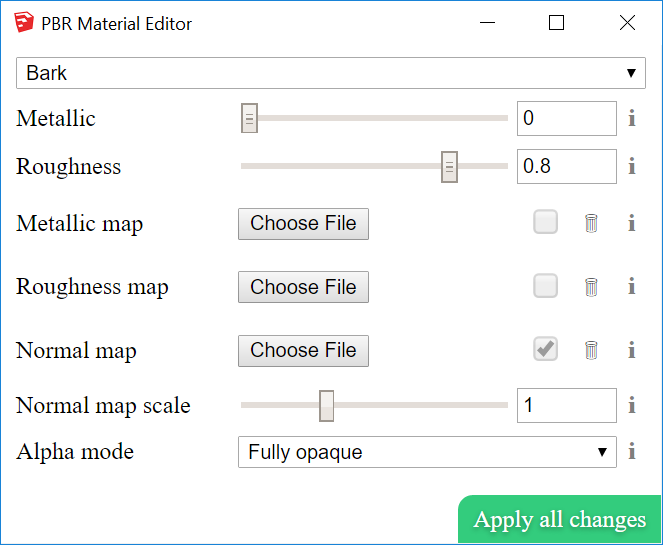 PBR Material Editor
Bark
Metallic 0 i
Roughness 0.8 i
Metallic map Choose File i
Roughness map Choose File i
Normal map Choose File i
Normal map scale 1 i
Alpha mode Fully opaque i
Apply all changes